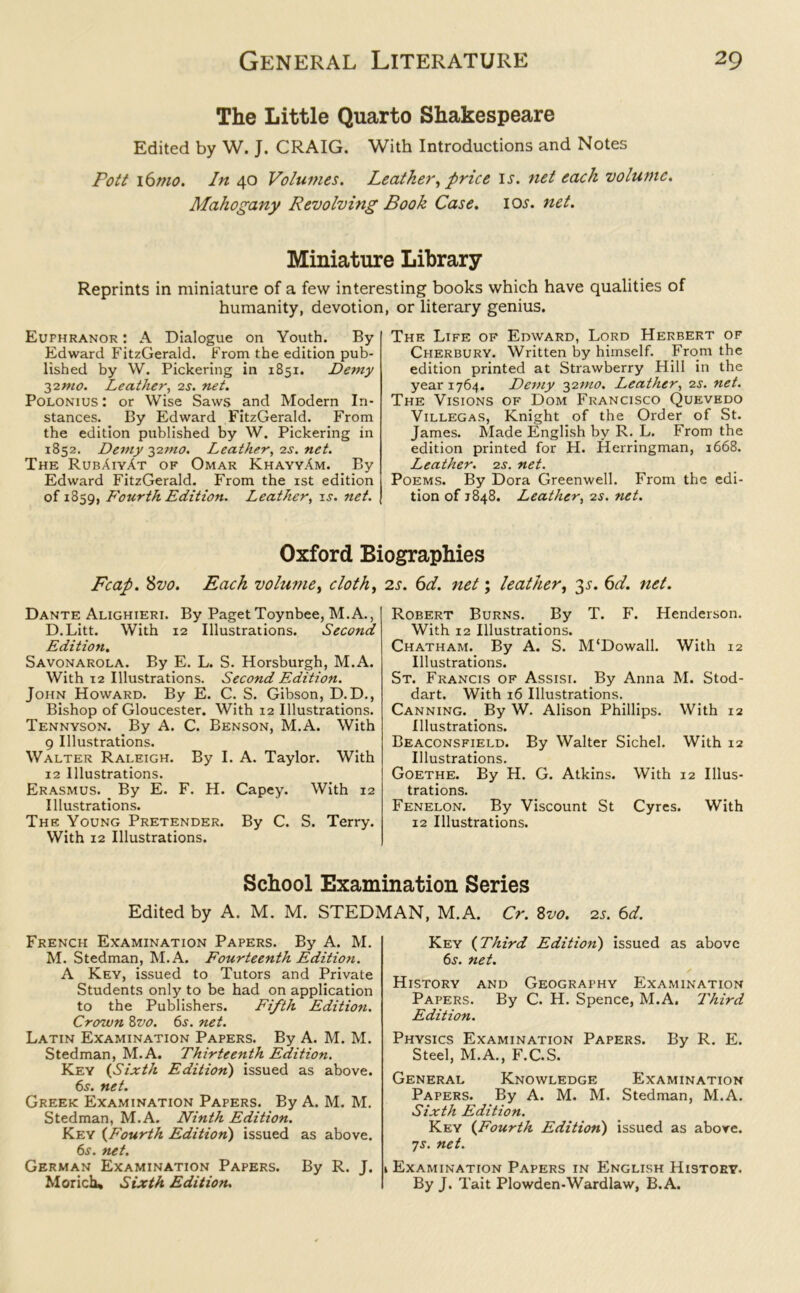 GENERAL LITERATURE 29
The Little Quarto Shakespeare
Edited by W. J. CRAIG. With Introductions and Notes
Pott 16mo. In 40 Volumes. Leather, price 1s. net each volume.
Mahogany Revolving Book Case. 10s. net.
Miniature Library
Reprints in miniature of a few interesting books which have qualities of
humanity, devotion, or literary genius.
EUPHRANOR: A Dialogue on Youth. By
Edward FitzGerald. From the edition pub-
lished by W. Pickering in 1851. Demy
32mo. Leather, 2s. net.
POLONIUS: or Wise Saws and Modern In-
stances. By Edward FitzGerald. From
the edition published by W. Pickering in
1852. Demy 32mo. Leather, 2s. net.
THE RUBÁIYÁT OF OMAR KHAYYÁM. By
Edward FitzGerald. From the 1st edition
of 1859, Fourth Edition. Leather, 1s. net.
THE LIFE OF EDWARD, LORD HERBERT OF
CHERBURY. Written by himself. From the
edition printed at Strawberry Hill in the
year 1764. Demy 32mo. Leather, 2s. net.
THE VISIONS OF DOM FRANCISCO QUEVEDO
VILLEGAS, Knight of the Order of St.
James. Made English by R. L. From the
edition printed for H. Herringman, 1668.
Leather. 2s. net.
POEMS. By Dora Greenwell. From the edi-
tion of 1848. Leather, 2s. net.
Oxford Biographies
Fcap. 8vo. Each volume, cloth, 2s. 6d. net; leather, 3s. 6d. net.
DANTE ALIGHIERI. By Paget Toynbee, M.A.,
D.Litt. With 12 Illustrations. Second
Edition.
SAVONAROLA. By E. L. S. Horsburgh, M.A.
With 12 Illustrations. Second Edition.
JOHN HOWARD. By E. C. S. Gibson, D.D.,
Bishop of Gloucester. With 12 Illustrations.
TENNYSON. By A. C. BENSON, M.A. With
9 Illustrations.
WALTER RALEIGH. By I. A. Taylor. With
12 Illustrations.
ERASMUS. By E. F. H. Capey. With 12
Illustrations.
THE YOUNG PRETENDER. By C. S. Terry.
With 12 Illustrations.
ROBERT BURNS. By T. F. Henderson.
With 12 Illustrations.
CHATHAM. By A. S. M‘Dowall. With 12
Illustrations.
ST. FRANCIS OF ASSISI. By Anna M. Stod-
dart. With 16 Illustrations.
CANNING. By W. Alison Phillips. With 12
Illustrations.
BEACONSFIELD. By Walter Sichel. With 12
Illustrations.
GOETHE. By H. G. Atkins. With 12 Illus-
trations.
FENELON. By Viscount St Cyres. With
12 Illustrations.
School Examination Series
Edited by A. M. M. STEDMAN, M.A. Cr. 8vo. 2s. 6d.
FRENCH EXAMINATION PAPERS. By A. M.
M. Stedman, M.A. Fourteenth Edition.
A KEY, issued to Tutors and Private
Students only to be had on application
to the Publishers. Fifth Edition.
Crown 8vo. 6s. net.
LATIN EXAMINATION PAPERS. By A. M. M.
Stedman, M.A. Thirteenth Edition.
KEY (Sixth Edition) issued as above.
6s. net.
GREEK EXAMINATION PAPERS. By A. M. M.
Stedman, M.A. Ninth Edition.
KEY (Fourth Edition) issued as above.
6s. net.
GERMAN EXAMINATION PAPERS. By R. J.
Morich. Sixth Edition.
KEY (Third Edition) issued as above
6s. net.
HISTORY AND GEOGRAPHY EXAMINATION
PAPERS. By C. H. Spence, M.A. Third
Edition.
PHYSICS EXAMINATION PAPERS. By R. E.
Steel, M.A., F.C.S.
GENERAL KNOWLEDGE EXAMINATION
PAPERS. By A. M. M. Stedman, M.A.
Sixth Edition.
KEY (Fourth Edition) issued as above.
7s. net.
EXAMINATION PAPERS IN ENGLISH HISTORY.
By J. Tait Plowden-Wardlaw, B.A.